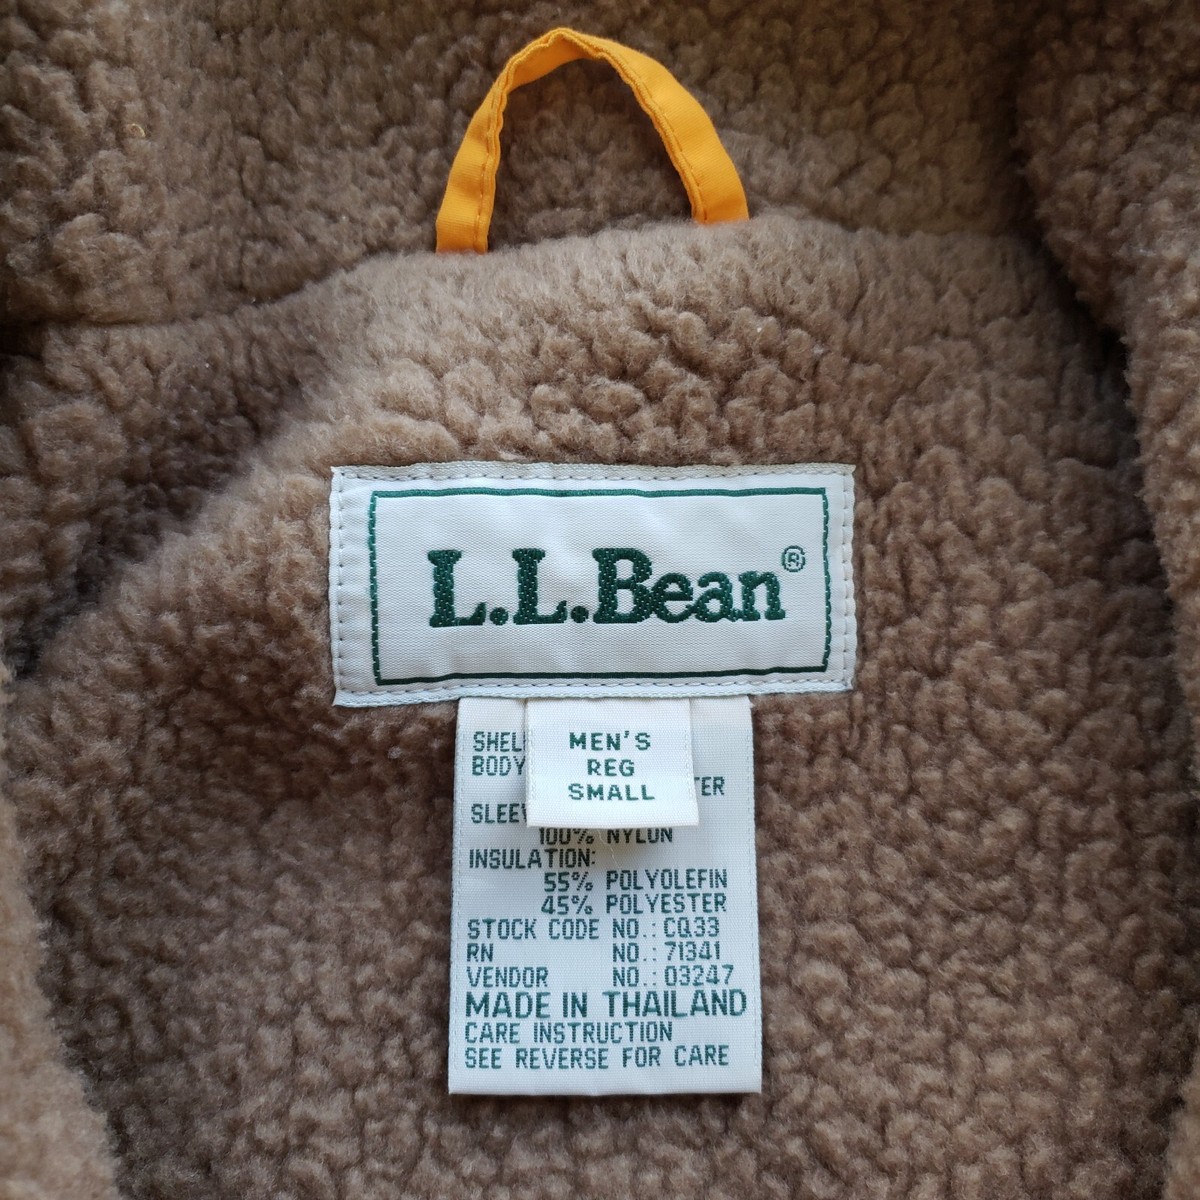 L.L.Bean®
MEN'S
REG
SMALL
BODY
100% NYLON
INSULATION:
55% POLYOLEFIN
45% POLYESTER
STOCK CODE NO.: CQ33
RN NO.: 71341
VENDOR NO.: 03247
MADE IN THAILAND
CARE INSTRUCTION
SEE REVERSE FOR CARE